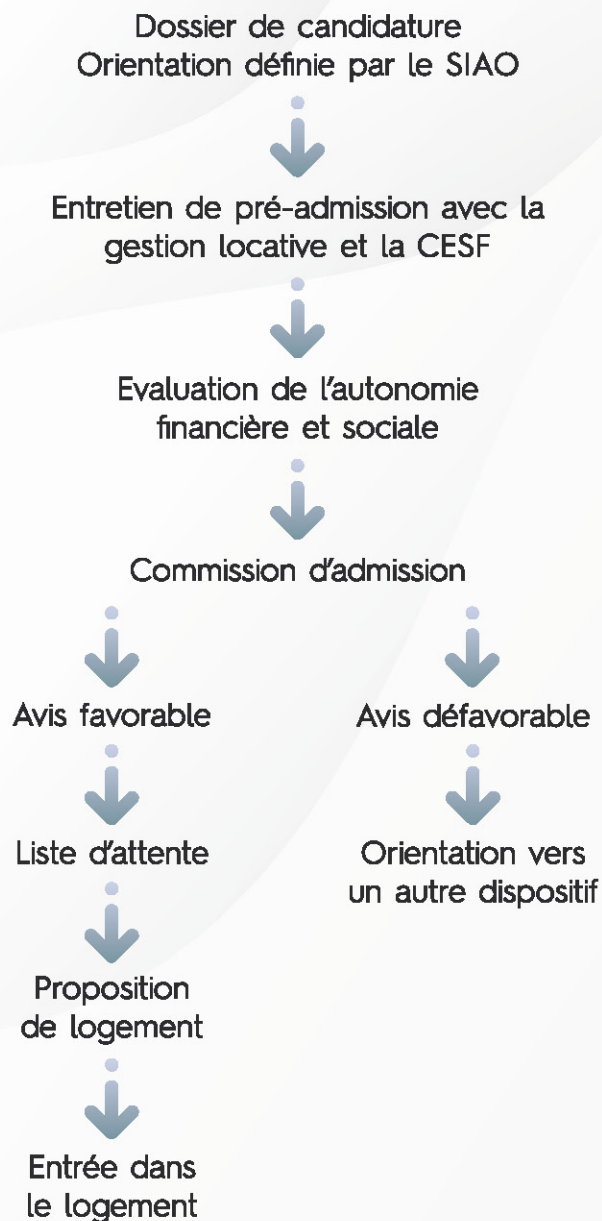 Dossier de candidature
Orientation définie par le SIAO
Entretien de pré-admission avec la
gestion locative et la CESF
Evaluation de l'autonomie
financière et sociale
Commission d'admission
Avis favorable
Avis défavorable
Liste d'attente
Orientation vers
un autre dispositif
Proposition
de logement
Entrée dans
le logement